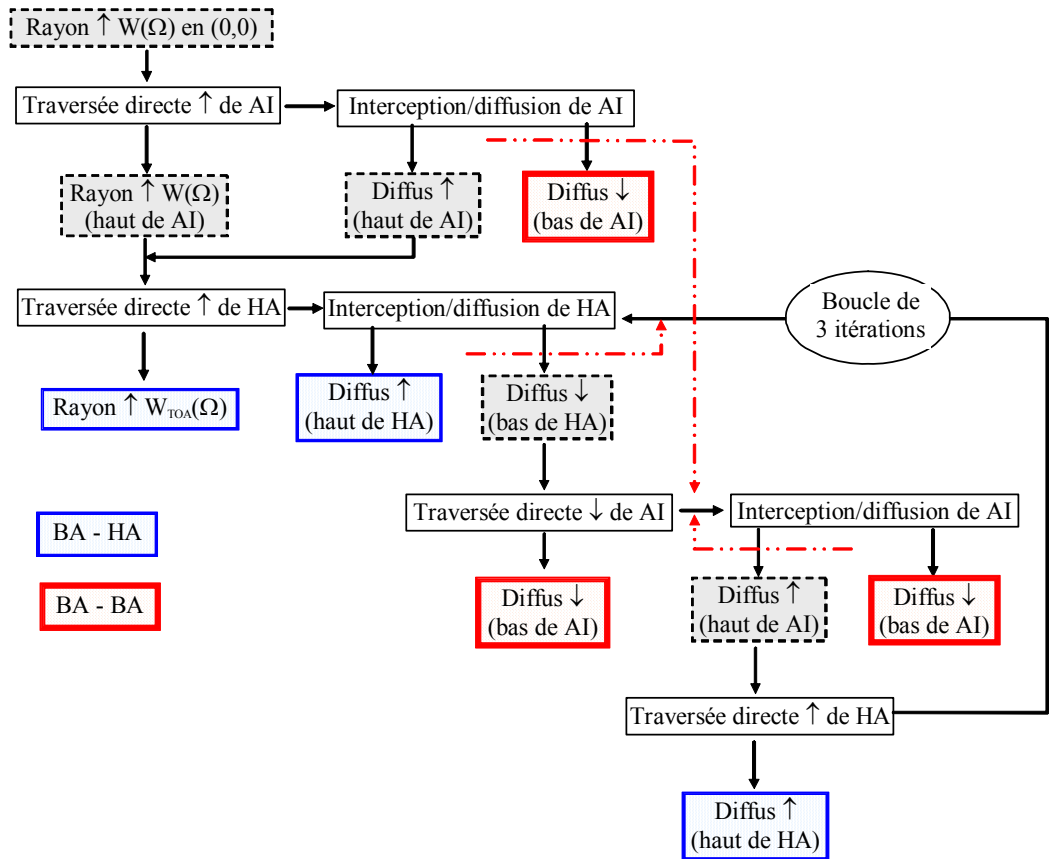 Rayon ↑ W(Ω) en (0,0)
Traversée directe ↑ de AI
Interception/diffusion de AI
Rayon ↑ W(Ω)
(haut de AI)
Diffus ↑
(haut de AI)
Diffus ↓
(bas de AI)
Traversée directe ↑ de HA
Interception/diffusion de HA
Boucle de
3 itérations
Rayon ↑ WTOA(Ω)
Diffus ↑
(haut de HA)
Diffus ↓
(bas de HA)
Traversée directe ↓ de AI
Interception/diffusion de AI
BA - HA
BA - BA
Diffus ↓
(bas de AI)
Diffus ↑
(haut de AI)
Diffus ↓
(bas de AI)
Traversée directe ↑ de HA
Diffus ↑
(haut de HA)